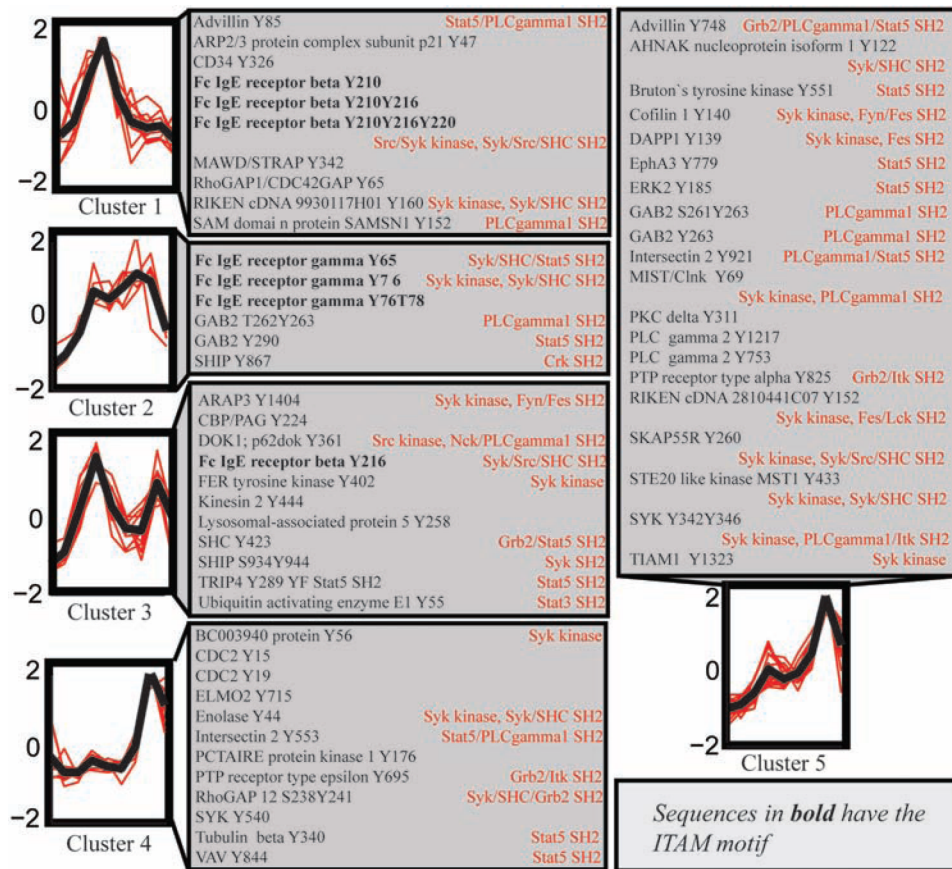 2
0
−2
Cluster 1
Advillin Y85 Stat5/PLCgamma1 SH2
ARP2/3 protein complex subunit p21 Y47
CD34 Y326
Fc IgE receptor beta Y210
Fc IgE receptor beta Y210Y216
Fc IgE receptor beta Y210Y216Y220
Src/Syk kinase, Syk/Src/SHC SH2
MAWD/STRAP Y342
RhoGAP1/CDC42GAP Y65
RIKEN cDNA 9930117H01 Y160 Syk kinase, Syk/SHC SH2
SAM domai n protein SAMSN1 Y152 PLCgamma1 SH2
2
0
−2
Cluster 2
Fc IgE receptor gamma Y65 Syk/SHC/Stat5 SH2
Fc IgE receptor gamma Y7 6 Syk kinase, Syk/SHC SH2
Fc IgE receptor gamma Y76T78
GAB2 T262Y263 PLCgamma1 SH2
GAB2 Y290 Stat5 SH2
SHIP Y867 Crk SH2
2
0
−2
Cluster 3
ARAP3 Y1404 Syk kinase, Fyn/Fes SH2
CBP/PAG Y224
DOK1; p62dok Y361 Src kinase, Nck/PLCgamma1 SH2
Fc IgE receptor beta Y216 Syk/Src/SHC SH2
FER tyrosine kinase Y402 Syk kinase
Kinesin 2 Y444
Lysosomal-associated protein 5 Y258
SHC Y423 Grb2/Stat5 SH2
SHIP S934Y944 Syk SH2
TRIP4 Y289 YF Stat5 SH2 Stat5 SH2
Ubiquitin activating enzyme E1 Y55 Stat3 SH2
2
0
−2
Cluster 4
BC003940 protein Y56 Syk kinase
CDC2 Y15
CDC2 Y19
ELMO2 Y715
Enolase Y44 Syk kinase, Syk/SHC SH2
Intersectin 2 Y553 Stat5/PLCgamma1 SH2
PCTAIRE protein kinase 1 Y176
PTP receptor type epsilon Y695 Grb2/Itk SH2
RhoGAP 12 S238Y241 Syk/SHC/Grb2 SH2
SYK Y540
Tubulin beta Y340 Stat5 SH2
VAV Y844 Stat5 SH2
Advillin Y748 Grb2/PLCgamma1/Stat5 SH2
AHNAK nucleoprotein isoform 1 Y122
Syk/SHC SH2
Bruton`s tyrosine kinase Y551 Stat5 SH2
Cofilin 1 Y140 Syk kinase, Fyn/Fes SH2
DAPP1 Y139 Syk kinase, Fes SH2
EphA3 Y779 Stat5 SH2
ERK2 Y185 Stat5 SH2
GAB2 S261Y263 PLCgamma1 SH2
GAB2 Y263 PLCgamma1 SH2
Intersectin 2 Y921 PLCgamma1/Stat5 SH2
MIST/Clnk Y69
Syk kinase, PLCgamma1 SH2
PKC delta Y311
PLC gamma 2 Y1217
PLC gamma 2 Y753
PTP receptor type alpha Y825 Grb2/Itk SH2
RIKEN cDNA 2810441C07 Y152
Syk kinase, Fes/Lck SH2
SKAP55R Y260
Syk kinase, Syk/Src/SHC SH2
STE20 like kinase MST1 Y433
Syk kinase, Syk/SHC SH2
SYK Y342Y346
Syk kinase, PLCgamma1/Itk SH2
TIAM1 Y1323 Syk kinase
2
0
−2
Cluster 5
Sequences in bold have the
ITAM motif